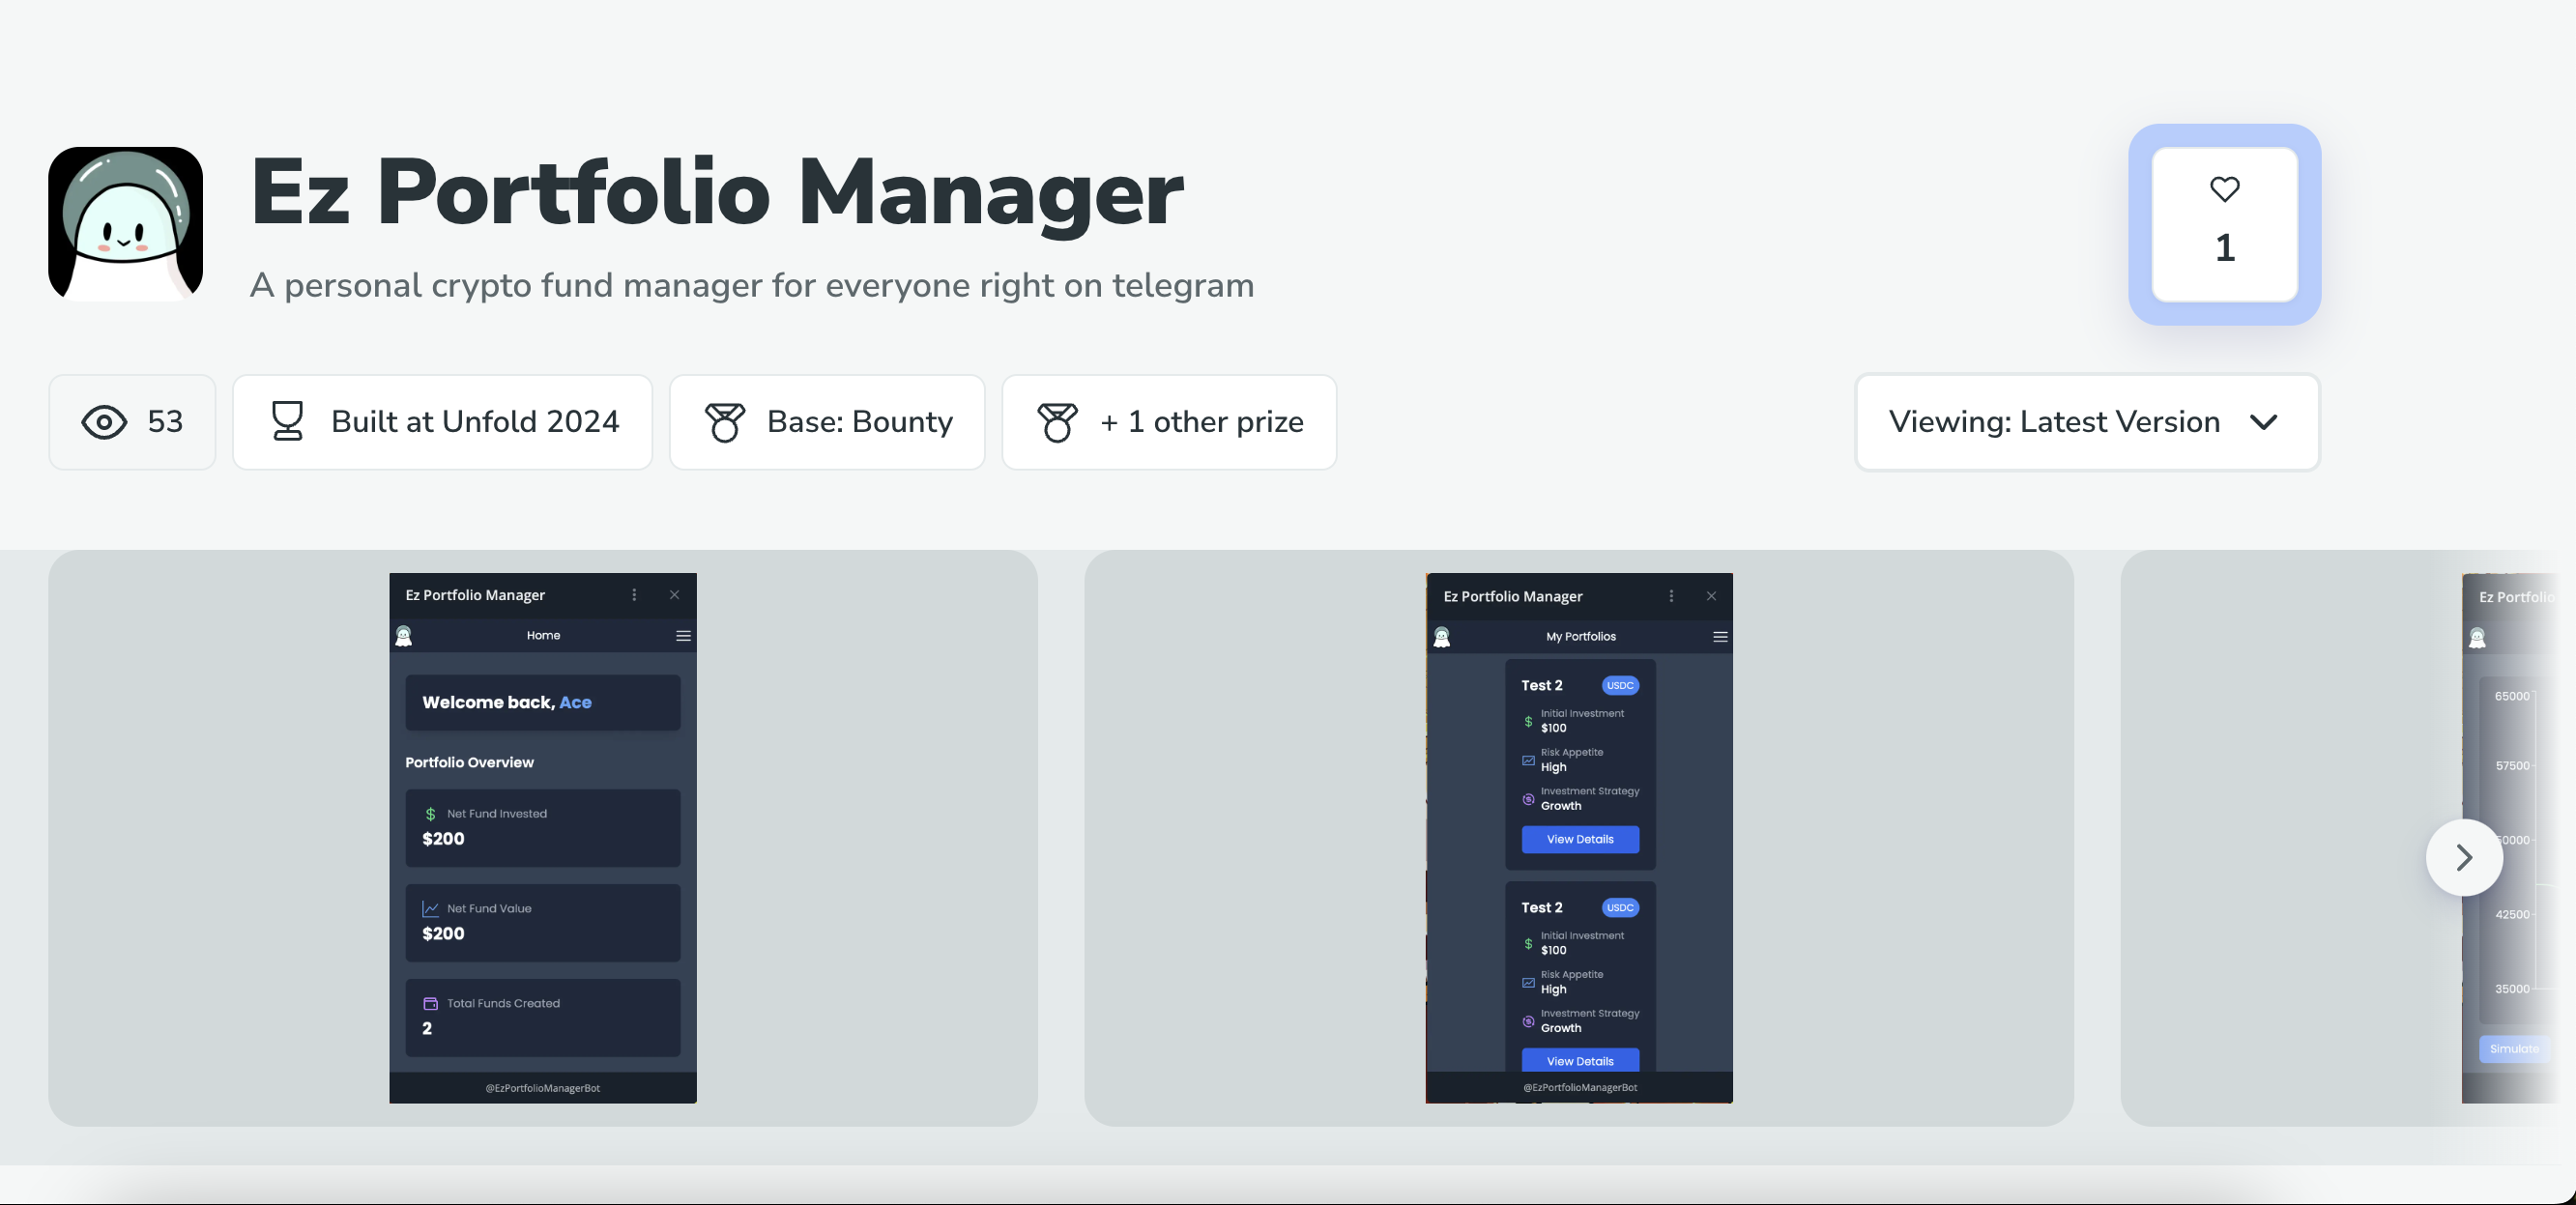 Ez Portfolio Manager
A personal crypto fund manager for everyone right on telegram
1
53
Built at Unfold 2024
Base: Bounty
+ 1 other prize
Viewing: Latest Version
Ez Portfolio Manager
Home
Welcome back, Ace
Portfolio Overview
Net Fund Invested
$200
Net Fund Value
$200
Total Funds Created
2
@EzPortfolioManagerBot
Ez Portfolio Manager
My Portfolios
Test 2
USDC
Initial Investment
$100
Risk Appetite
High
Investment Strategy
Growth
View Details
Test 2
USDC
Initial Investment
$100
Risk Appetite
High
Investment Strategy
Growth
View Details
@EzPortfolioManagerBot
Ez Portfolio
65000
57500
42500
35000
Simulate